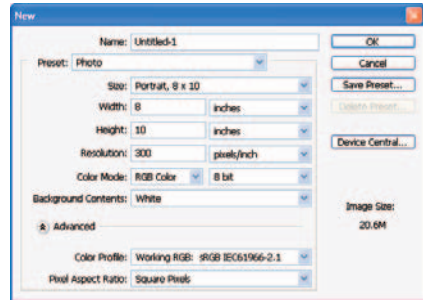 New
Name: Untitled-1
OK
Preset: Photo
Cancel
Size: Portrait, 8 x 10
Save Preset...
Width: 8 inches
Delete Preset...
Height: 10 inches
Resolution: 300 pixels/inch
Device Central...
Color Mode: RGB Color 8 bit
Background Contents: White
Image Size:
20.6M
Advanced
Color Profile: Working RGB: sRGB IEC61966-2.1
Pixel Aspect Ratio: Square Pixels